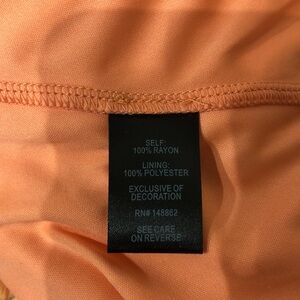 SELF:
100% RAYON
LINING:
100% POLYESTER
EXCLUSIVE OF
DECORATION
RN# 148862
SEE CARE
ON REVERSE